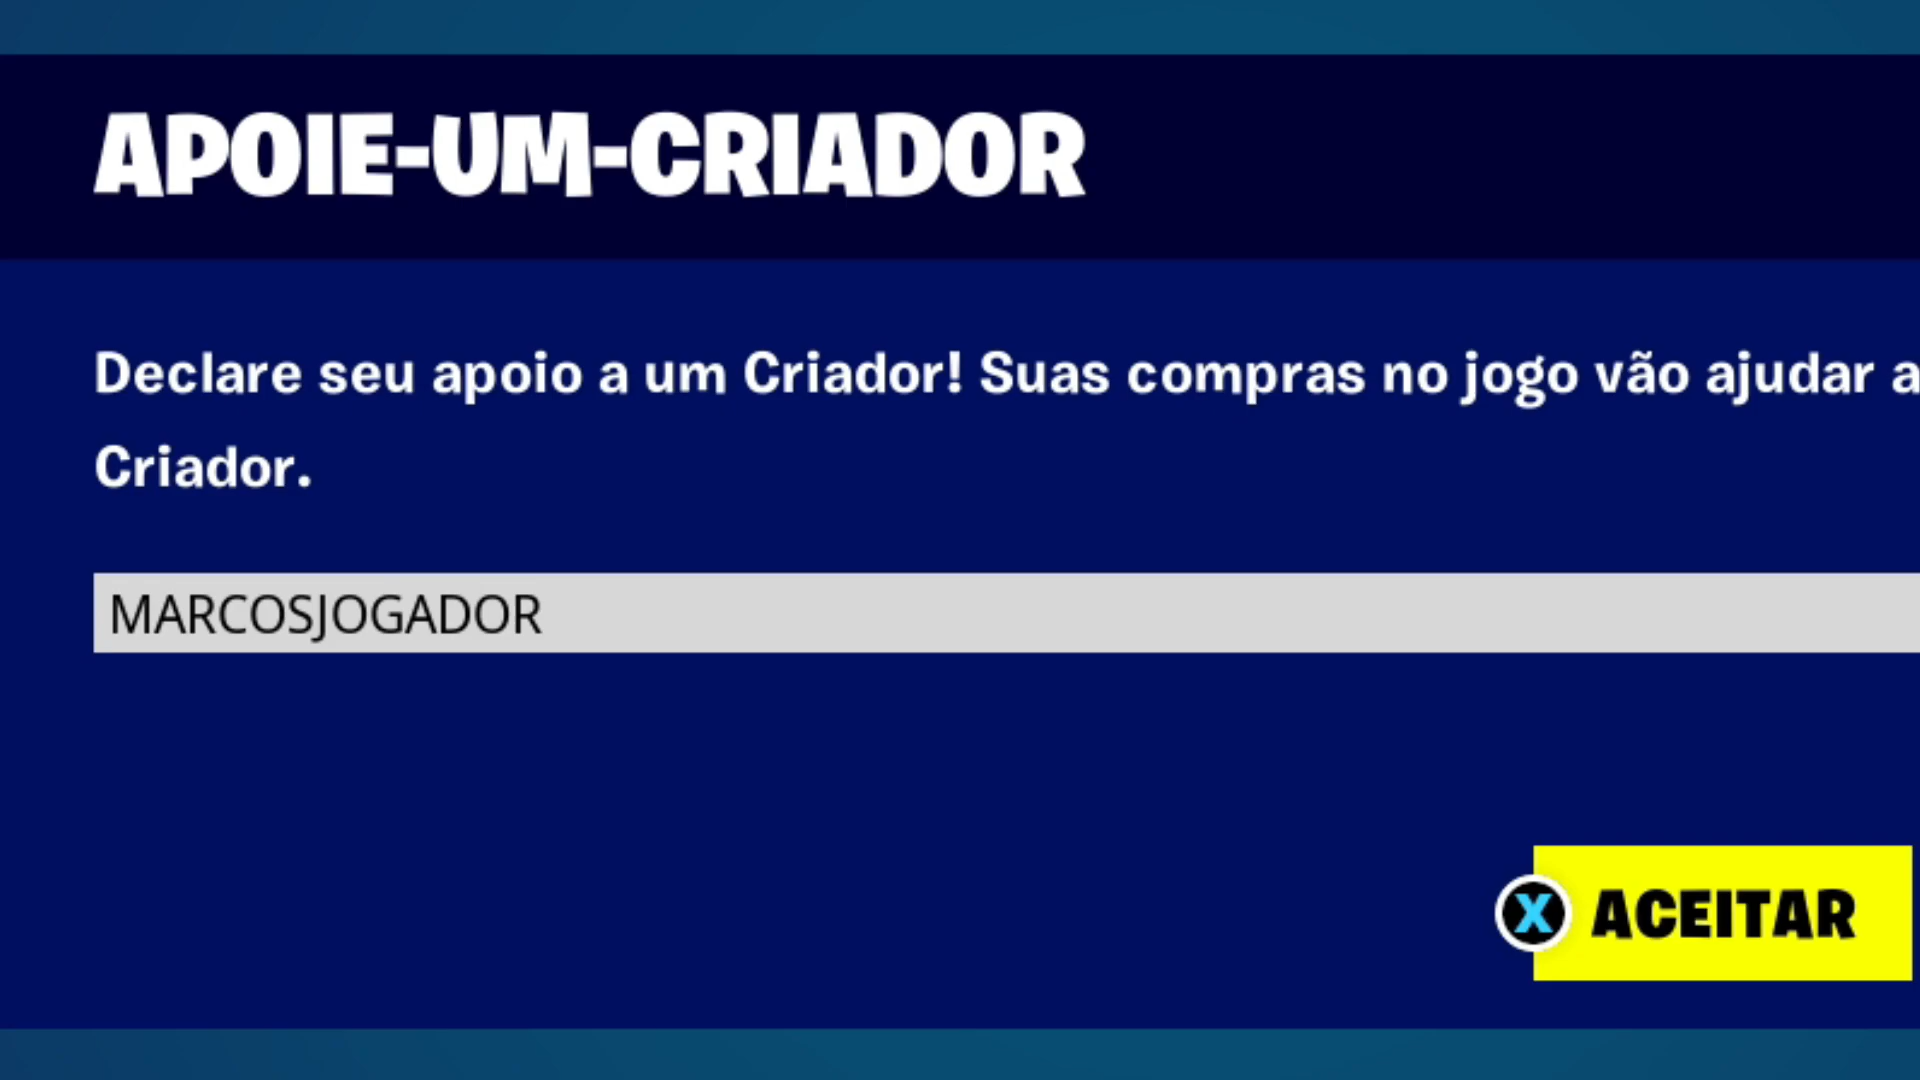 APOIE-UM-CRIADOR
Declare seu apoio a um Criador! Suas compras no jogo vão ajudar a
Criador.
MARCOSJOGADOR
X ACEITAR